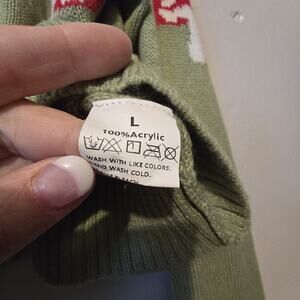 L
100%Acrylic
WASH WITH LIKE COLORS.
WASH COLD.